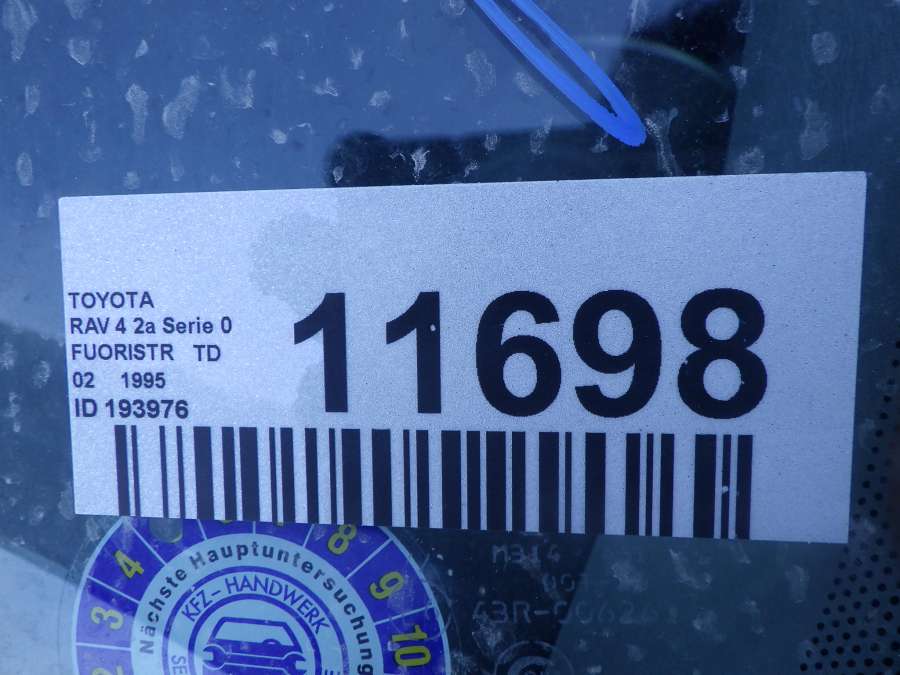 TOYOTA
RAV 4 2a Serie 0
FUORISTR TD
02 1995
ID 193976
11698
2 3 4 8 9 10
Nächste Hauptuntersuchung
KFZ-HANDWERK
M314